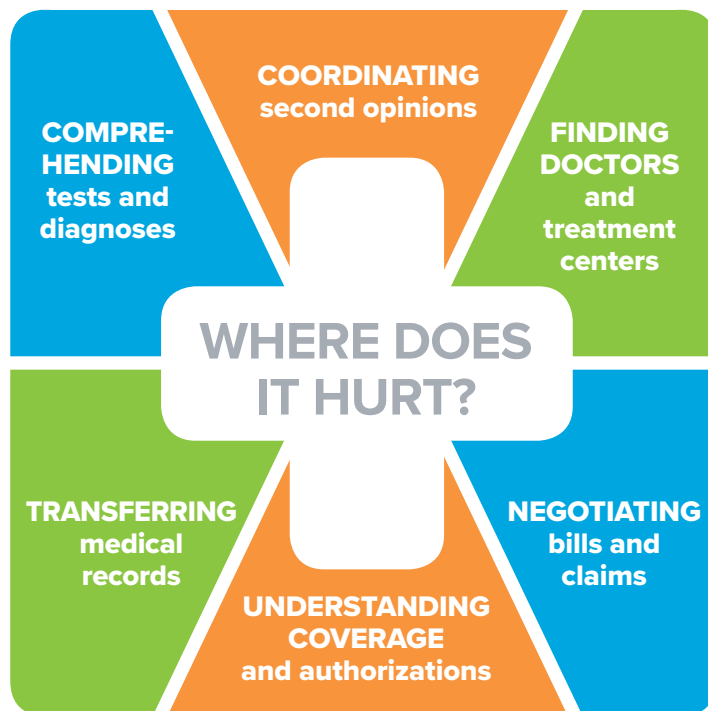 COORDINATING
second opinions
COMPRE-
HENDING
tests and
diagnoses
FINDING
DOCTORS
and
treatment
centers
WHERE DOES
IT HURT?
TRANSFERRING
medical
records
NEGOTIATING
bills and
claims
UNDERSTANDING
COVERAGE
and authorizations